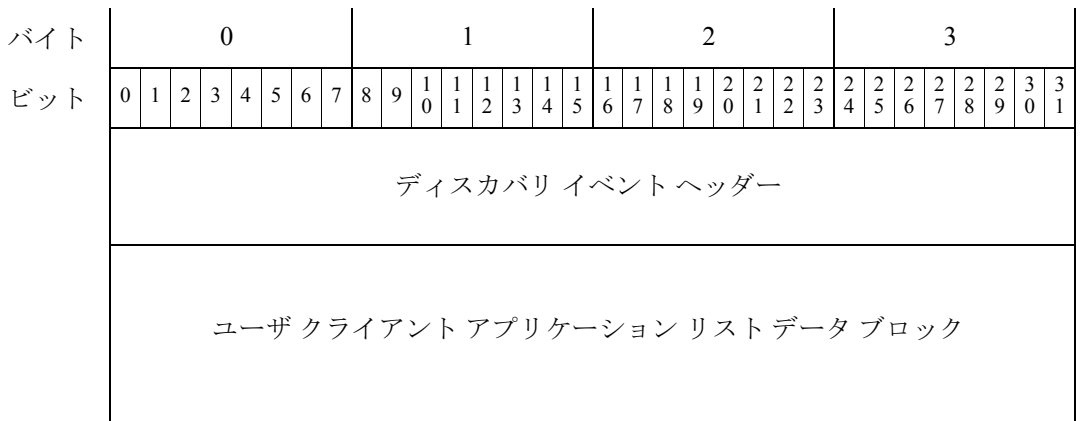 バイト 0 1 2 3
ビット 0 1 2 3 4 5 6 7 8 9 10 11 12 13 14 15 16 17 18 19 20 21 22 23 24 25 26 27 28 29 30 31
ディスカバリ イベント ヘッダー
ユーザ クライアント アプリケーション リスト データ ブロック